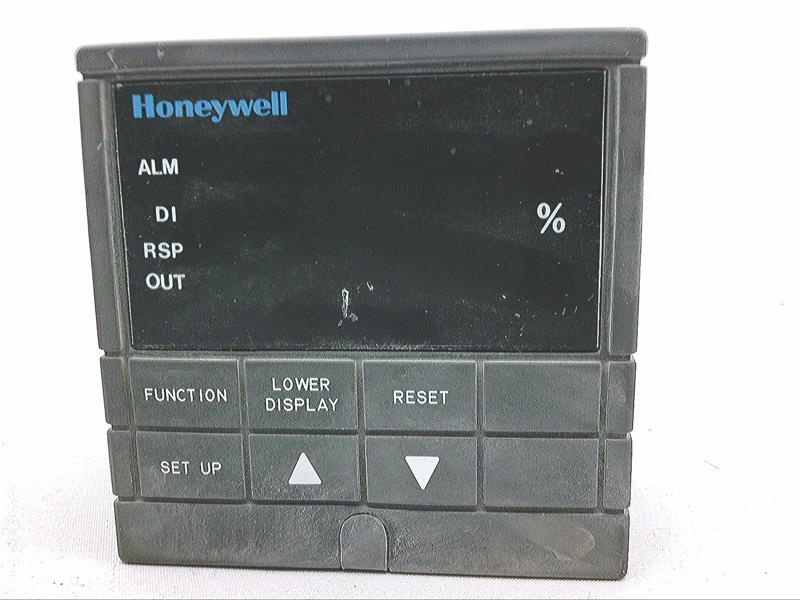 Honeywell
ALM
DI
%
RSP
OUT
FUNCTION
LOWER
DISPLAY
RESET
SET UP